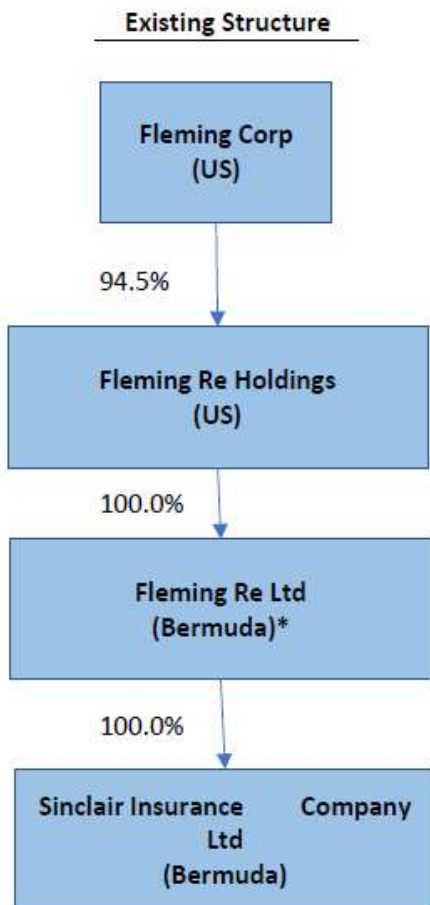 Existing Structure
Fleming Corp
(US)
94.5%
Fleming Re Holdings
(US)
100.0%
Fleming Re Ltd
(Bermuda)*
100.0%
Sinclair Insurance Company
Ltd
(Bermuda)